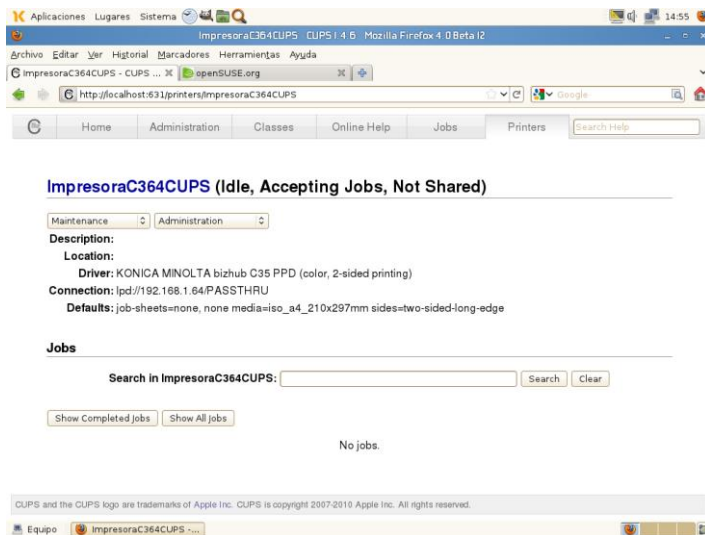 Aplicaciones Lugares Sistema 14:55
ImpresoraC364CUPS - CUPS 1.4.6 - Mozilla Firefox 4.0 Beta 12
Archivo Editar Ver Historial Marcadores Herramientas Ayuda
ImpresoraC364CUPS - CUPS ... openSUSE.org
http://localhost:631/printers/ImpresoraC364CUPS Google
Home Administration Classes Online Help Jobs Printers Search Help
ImpresoraC364CUPS (Idle, Accepting Jobs, Not Shared)
Maintenance Administration
Description:
Location:
Driver: KONICA MINOLTA bizhub C35 PPD (color, 2-sided printing)
Connection: lpd://192.168.1.64/PASSTHRU
Defaults: job-sheets=none, none media=iso_a4_210x297mm sides=two-sided-long-edge
Jobs
Search in ImpresoraC364CUPS: Search Clear
Show Completed Jobs Show All Jobs
No jobs.
CUPS and the CUPS logo are trademarks of Apple Inc. CUPS is copyright 2007-2010 Apple Inc. All rights reserved.
Equipo ImpresoraC364CUPS -...